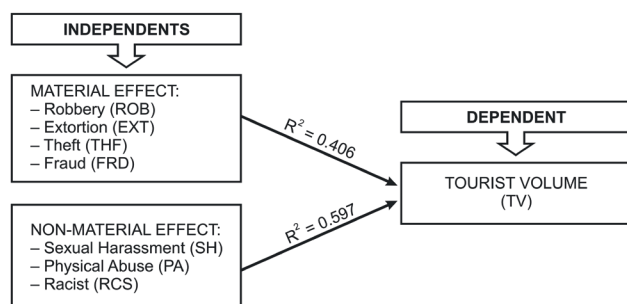 INDEPENDENTS
MATERIAL EFFECT:
– Robbery (ROB)
– Extortion (EXT)
– Theft (THF)
– Fraud (FRD)
R² = 0.406
DEPENDENT
TOURIST VOLUME
(TV)
NON-MATERIAL EFFECT:
– Sexual Harassment (SH)
– Physical Abuse (PA)
– Racist (RCS)
R² = 0.597